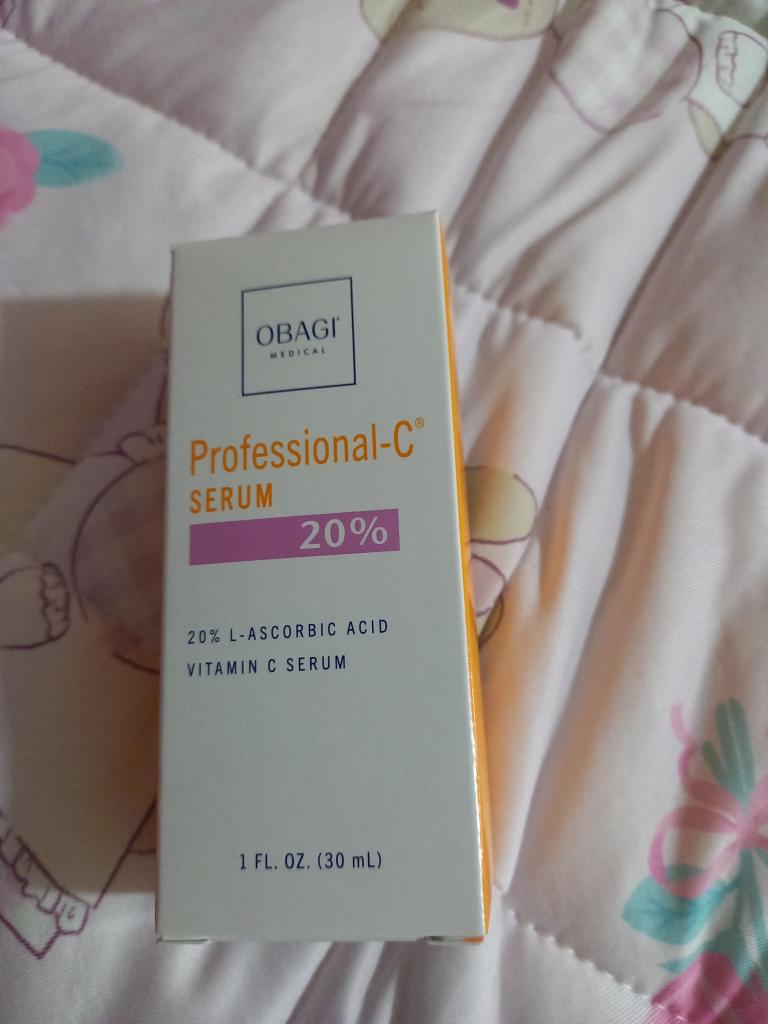 OBAGI®
MEDICAL
Professional-C®
SERUM
20%
20% L-ASCORBIC ACID
VITAMIN C SERUM
1 FL. OZ. (30 mL)